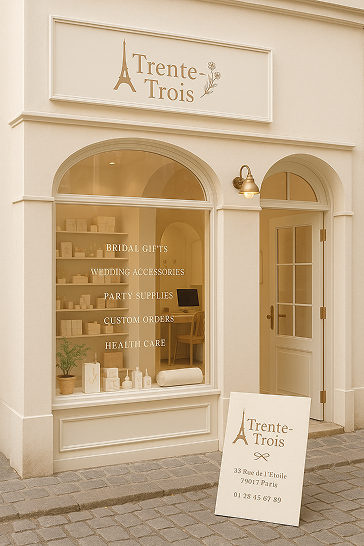 Trente-
Trois
BRIDAL GIFTS
WEDDING ACCESSORIES
PARTY SUPPLIES
CUSTOM ORDERS
HEALTH CARE
Trente-
Trois
33 Rue de l'Etoile
79017 Paris
01 28 45 67 89